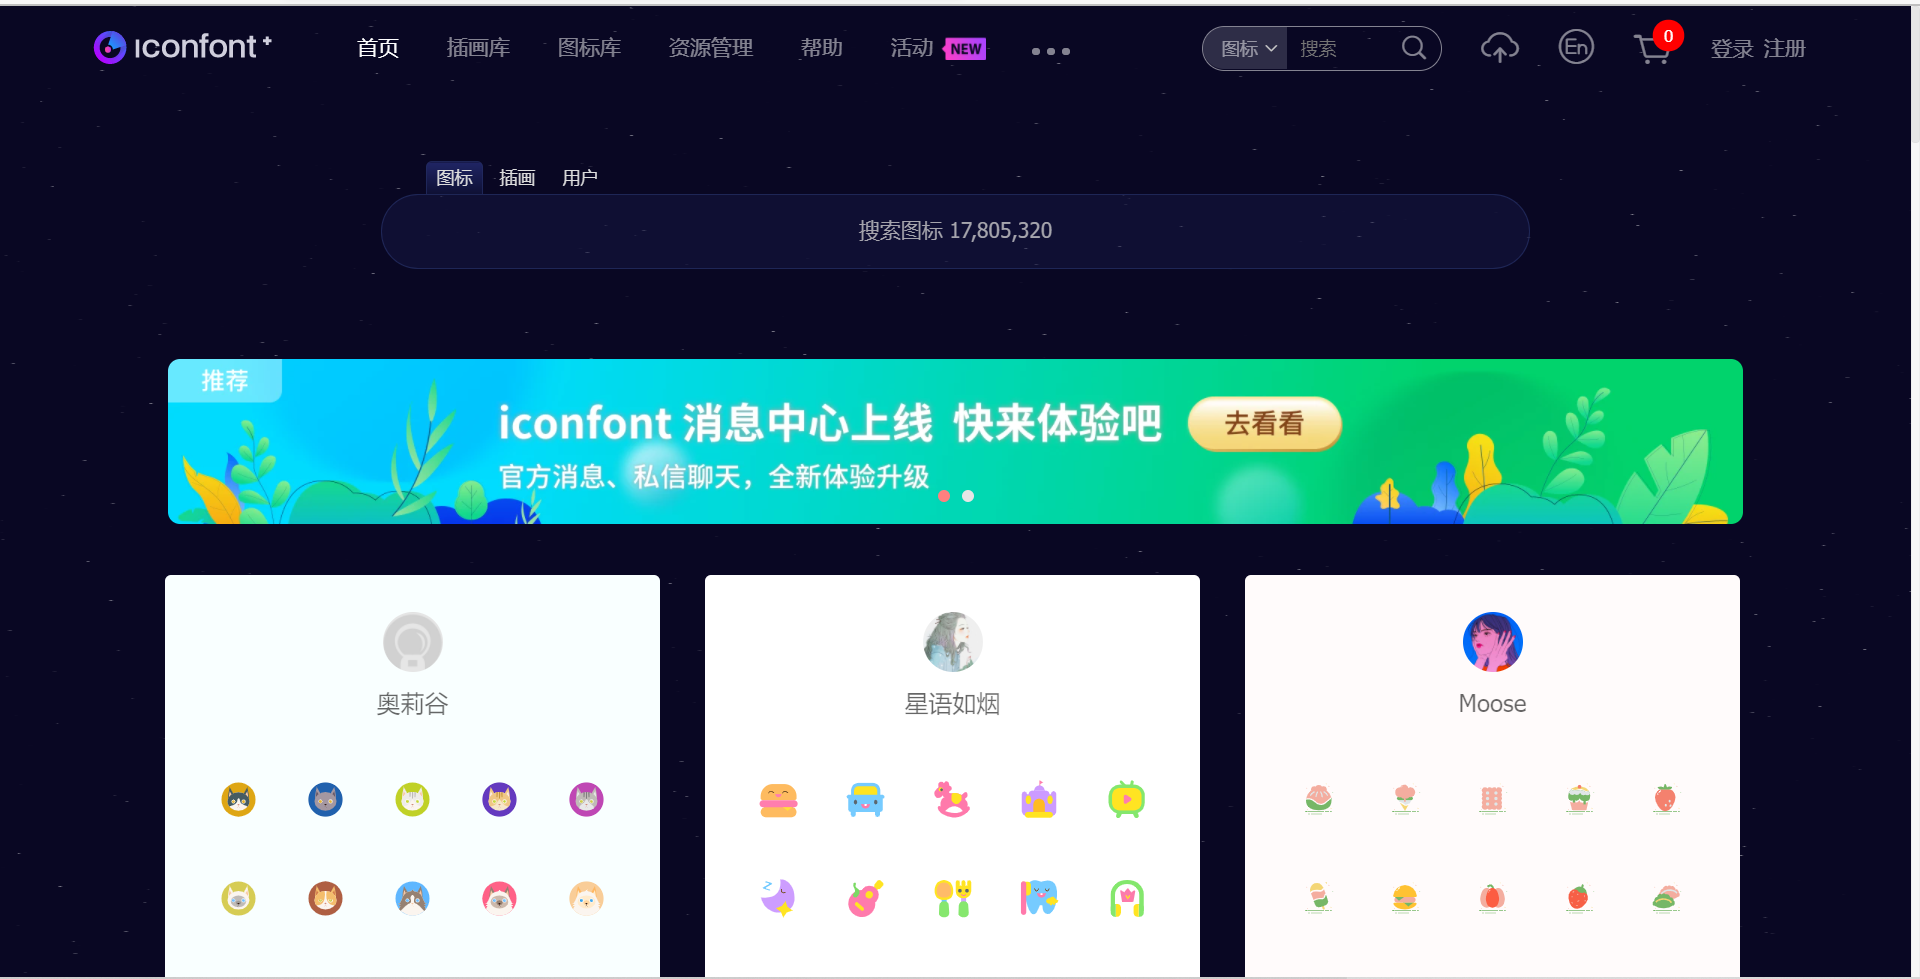 iconfont+ 首页 插画库 图标库 资源管理 帮助 活动 NEW 图标 搜索 En 0 登录 注册
图标 插画 用户
搜索图标 17,805,320
推荐
iconfont 消息中心上线 快来体验吧 去看看
官方消息、私信聊天，全新体验升级
奥莉谷 星语如烟 Moose